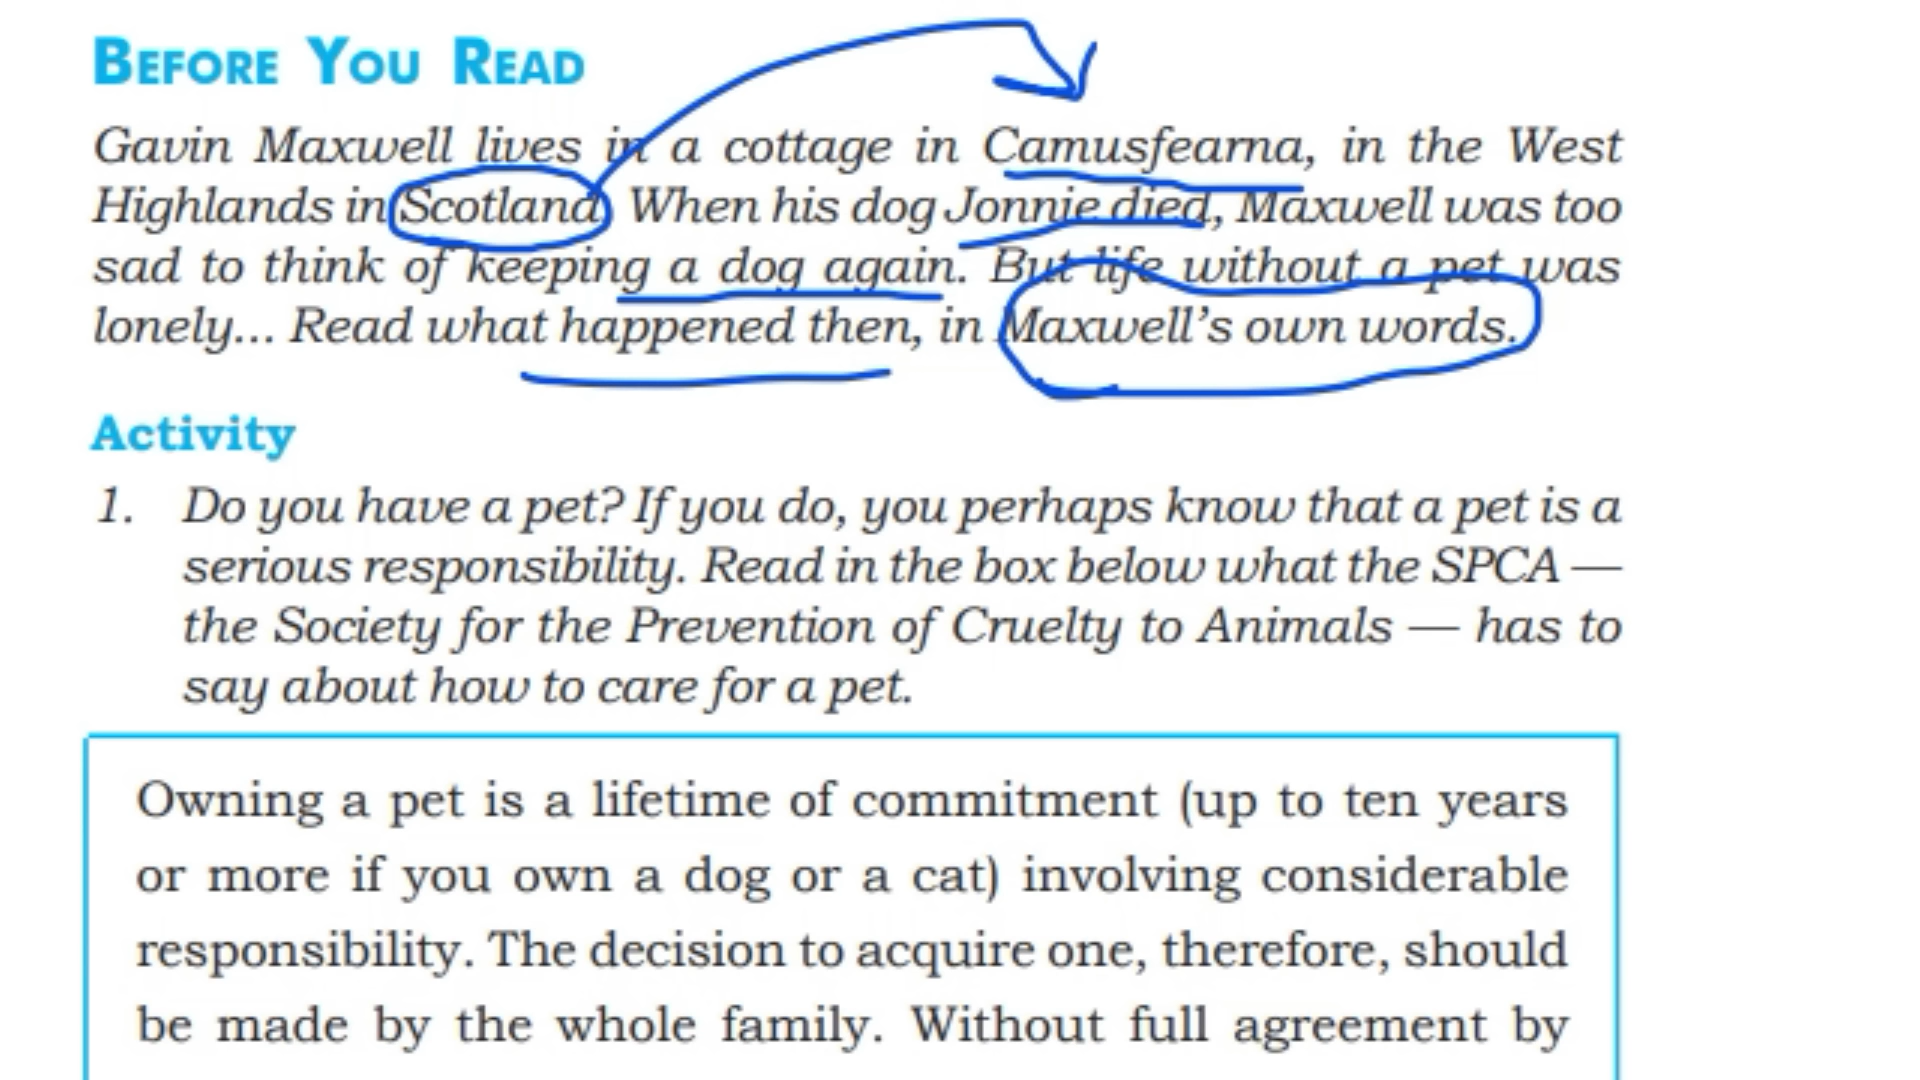 BEFORE YOU READ
Gavin Maxwell lives in a cottage in Camusfearna, in the West
Highlands in Scotland. When his dog Jonnie died, Maxwell was too
sad to think of keeping a dog again. But life without a pet was
lonely... Read what happened then, in Maxwell's own words.
Activity
1. Do you have a pet? If you do, you perhaps know that a pet is a
serious responsibility. Read in the box below what the SPCA —
the Society for the Prevention of Cruelty to Animals — has to
say about how to care for a pet.
Owning a pet is a lifetime of commitment (up to ten years
or more if you own a dog or a cat) involving considerable
responsibility. The decision to acquire one, therefore, should
be made by the whole family. Without full agreement by